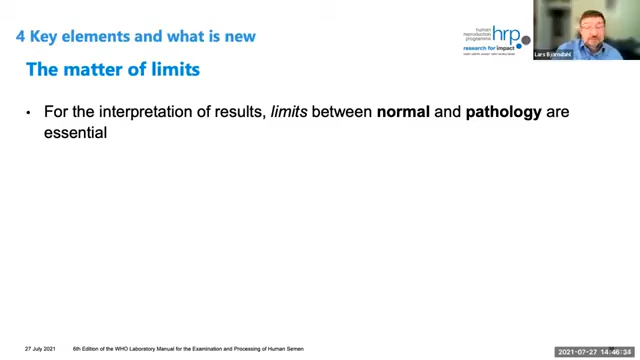 4 Key elements and what is new
human
reproduction
programme
hrp
research for impact
Lars Björndahl
The matter of limits
• For the interpretation of results, limits between normal and pathology are
essential
27 July 2021 6th Edition of the WHO Laboratory Manual for the Examination and Processing of Human Semen
2021-07-27 14:46:34